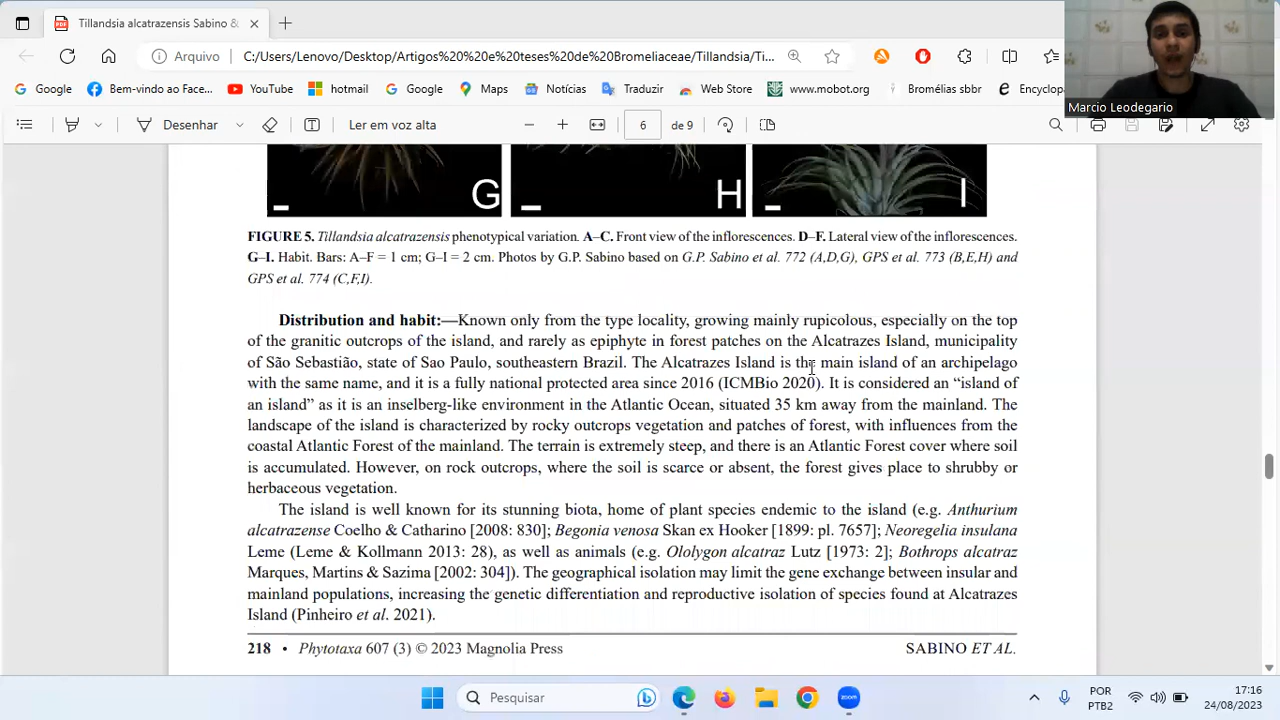 Tillandsia alcatrazensis Sabino &
Arquivo C:/Users/Lenovo/Desktop/Artigos%20%20e%20teses%20de%20Bromeliaceae/Tillandsia/Ti...
Google Bem-vindo ao Face... YouTube hotmail Google Maps Notícias Traduzir Web Store www.mobot.org Bromélias sbbr Encyclop
Marcio Leodegario
Desenhar Ler em voz alta 6 de 9
G H I
FIGURE 5. Tillandsia alcatrazensis phenotypical variation. A–C. Front view of the inflorescences. D–F. Lateral view of the inflorescences.
G–I. Habit. Bars: A–F = 1 cm; G–I = 2 cm. Photos by G.P. Sabino based on G.P. Sabino et al. 772 (A,D,G), GPS et al. 773 (B,E,H) and
GPS et al. 774 (C,F,I).
Distribution and habit:—Known only from the type locality, growing mainly rupicolous, especially on the top
of the granitic outcrops of the island, and rarely as epiphyte in forest patches on the Alcatrazes Island, municipality
of São Sebastião, state of Sao Paulo, southeastern Brazil. The Alcatrazes Island is the main island of an archipelago
with the same name, and it is a fully national protected area since 2016 (ICMBio 2020). It is considered an “island of
an island” as it is an inselberg-like environment in the Atlantic Ocean, situated 35 km away from the mainland. The
landscape of the island is characterized by rocky outcrops vegetation and patches of forest, with influences from the
coastal Atlantic Forest of the mainland. The terrain is extremely steep, and there is an Atlantic Forest cover where soil
is accumulated. However, on rock outcrops, where the soil is scarce or absent, the forest gives place to shrubby or
herbaceous vegetation.
The island is well known for its stunning biota, home of plant species endemic to the island (e.g. Anthurium
alcatrazense Coelho & Catharino [2008: 830]; Begonia venosa Skan ex Hooker [1899: pl. 7657]; Neoregelia insulana
Leme (Leme & Kollmann 2013: 28), as well as animals (e.g. Ololygon alcatraz Lutz [1973: 2]; Bothrops alcatraz
Marques, Martins & Sazima [2002: 304]). The geographical isolation may limit the gene exchange between insular and
mainland populations, increasing the genetic differentiation and reproductive isolation of species found at Alcatrazes
Island (Pinheiro et al. 2021).
218 • Phytotaxa 607 (3) © 2023 Magnolia Press SABINO ET AL.
Pesquisar
POR
PTB2
17:16
24/08/2023